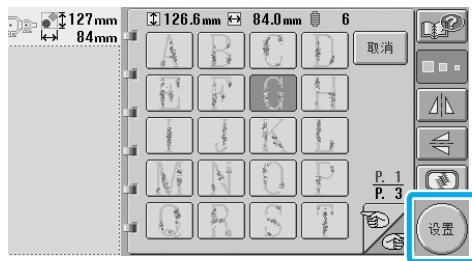 127mm
84mm
126.6mm 84.0mm 6
取消
A B C D
E F G H
I J K L
M N O P
Q R S T
P. 1
P. 3
设置